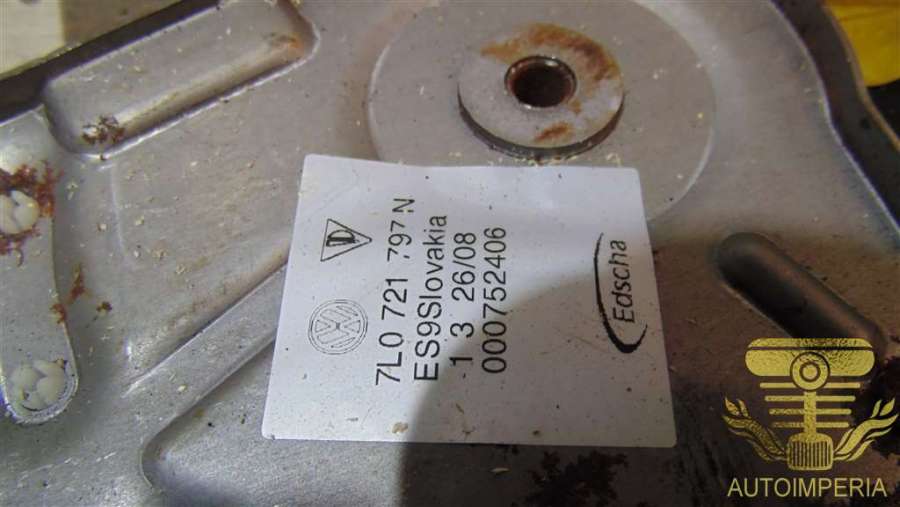 7L0 721 797 N
ES9Slovakia
1 3 26/08
000752406
Edscha
AUTOIMPERIA